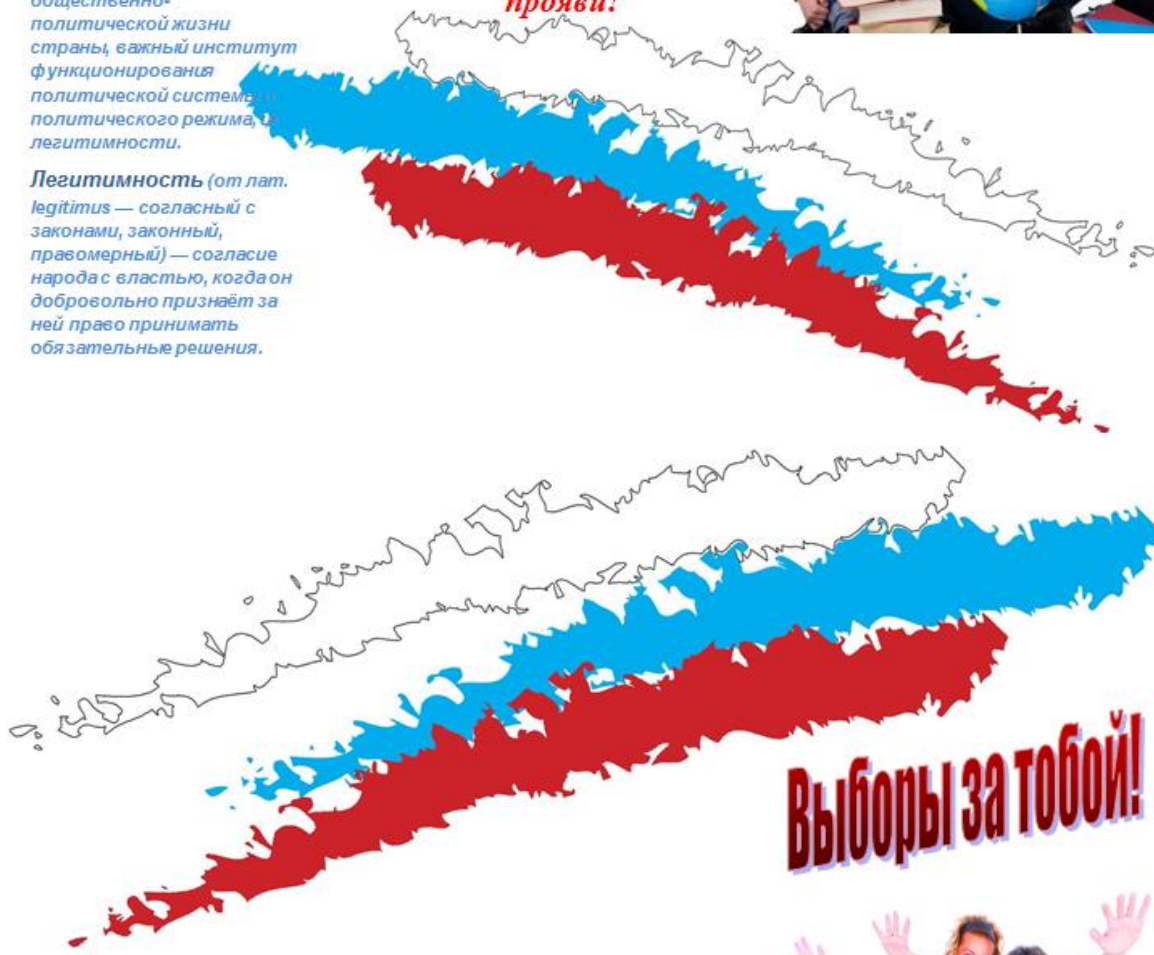 общественно-
политической жизни
страны, важный институт
функционирования
политической системы и
политического режима,
легитимности.
Легитимность (от лат.
legitimus — согласный с
законами, законный,
правомерный) — согласие
народа с властью, когда он
добровольно признаёт за
ней право принимать
обязательные решения.
прояви!
Выборы за тобой!